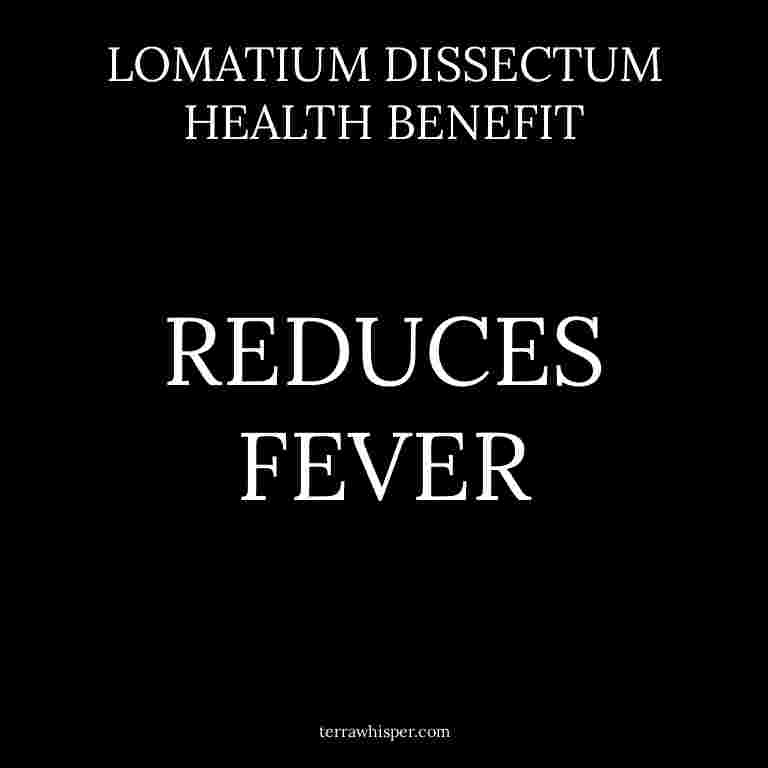 LOMATIUM DISSECTUM
HEALTH BENEFIT
REDUCES
FEVER
terrawhisper.com